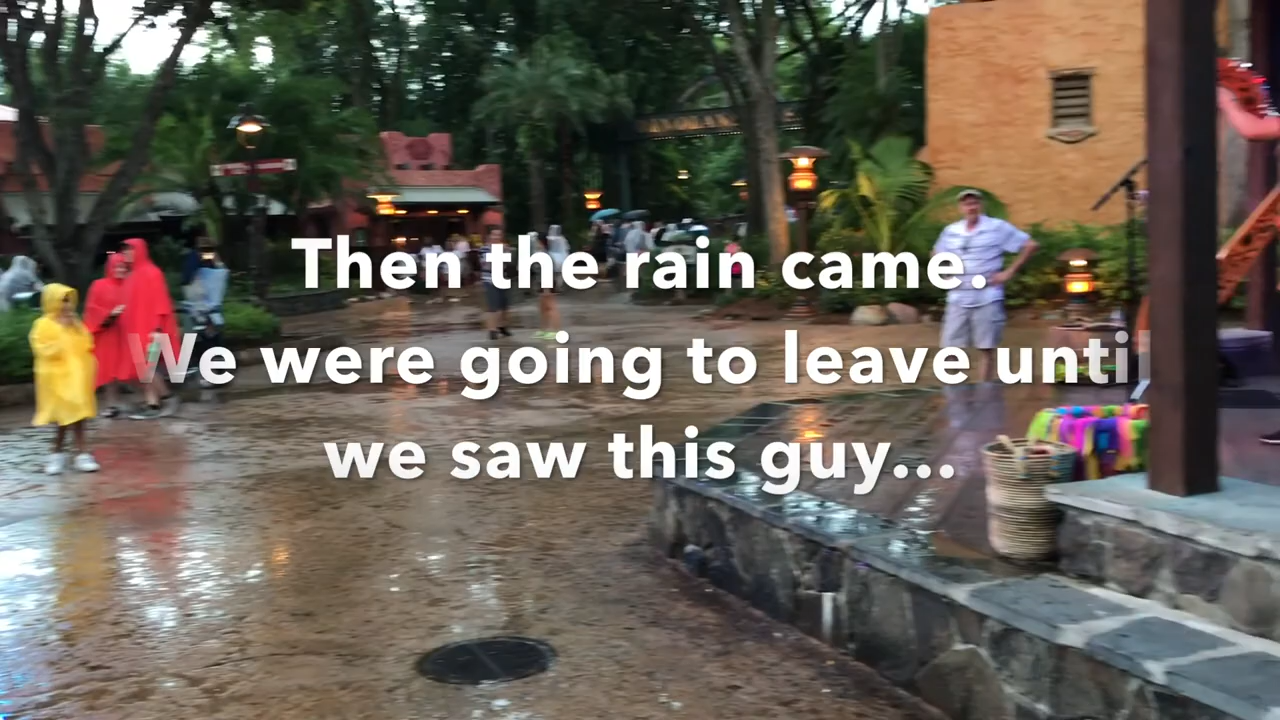 Then the rain came.
We were going to leave until
we saw this guy...